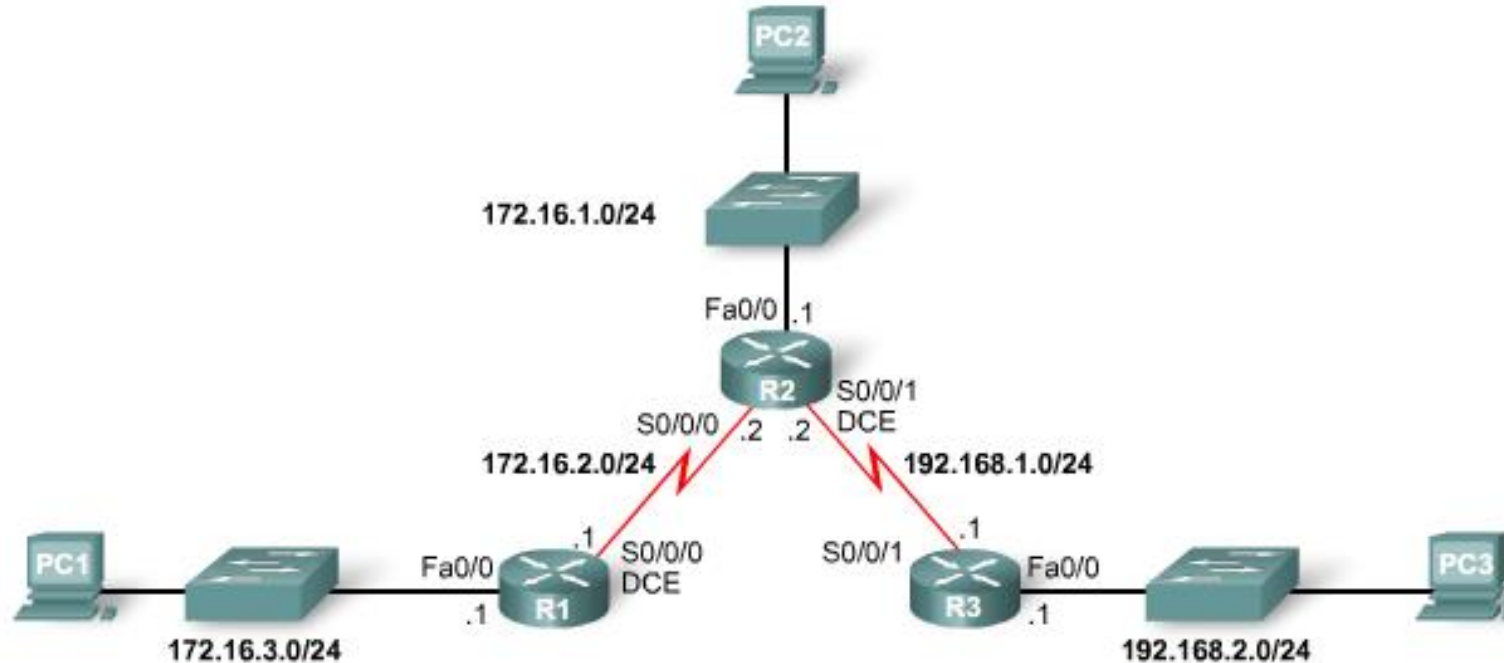 PC2
172.16.1.0/24
Fa0/0 .1
R2
S0/0/1
DCE
S0/0/0 .2 .2
172.16.2.0/24
192.168.1.0/24
.1
S0/0/0
DCE
S0/0/1
.1
PC1
Fa0/0
.1
R1
R3
Fa0/0
.1
PC3
172.16.3.0/24
192.168.2.0/24